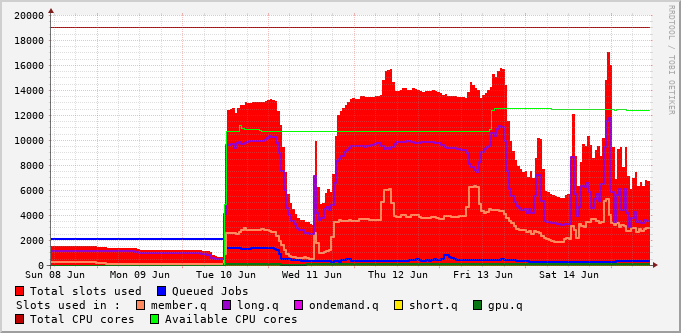 20000
18000
16000
14000
12000
10000
8000
6000
4000
2000
0
Sun 08 Jun Mon 09 Jun Tue 10 Jun Wed 11 Jun Thu 12 Jun Fri 13 Jun Sat 14 Jun
Total slots used Queued Jobs
Slots used in : member.q long.q ondemand.q short.q gpu.q
Total CPU cores Available CPU cores
RRDTOOL / TOBI OETIKER